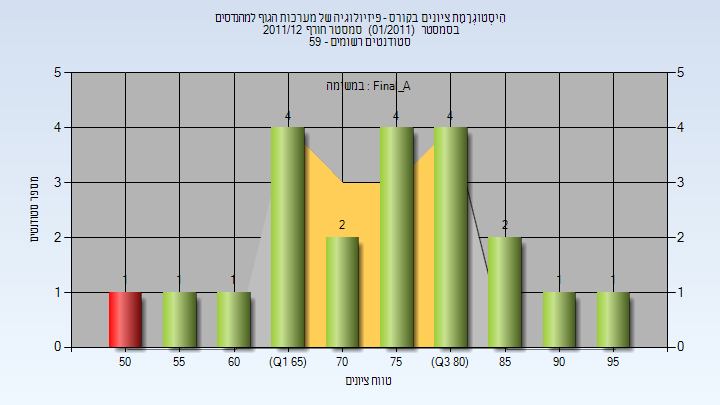 היסטוגרמת ציונים בקורס - פיזיולוגיה של מערכות הגוף למהנדסים
בסמסטר (01/2011) סמסטר חורף 2011/12
סטודנטים רשומים - 59
במשימה : Final_A
5 5
4 4
3 3
2 2
1 1
0 0
4 4 4
2 2
1 1 1 1 1
מספר סטודנטים
50 55 60 (Q1 65) 70 75 (Q3 80) 85 90 95
טווח ציונים